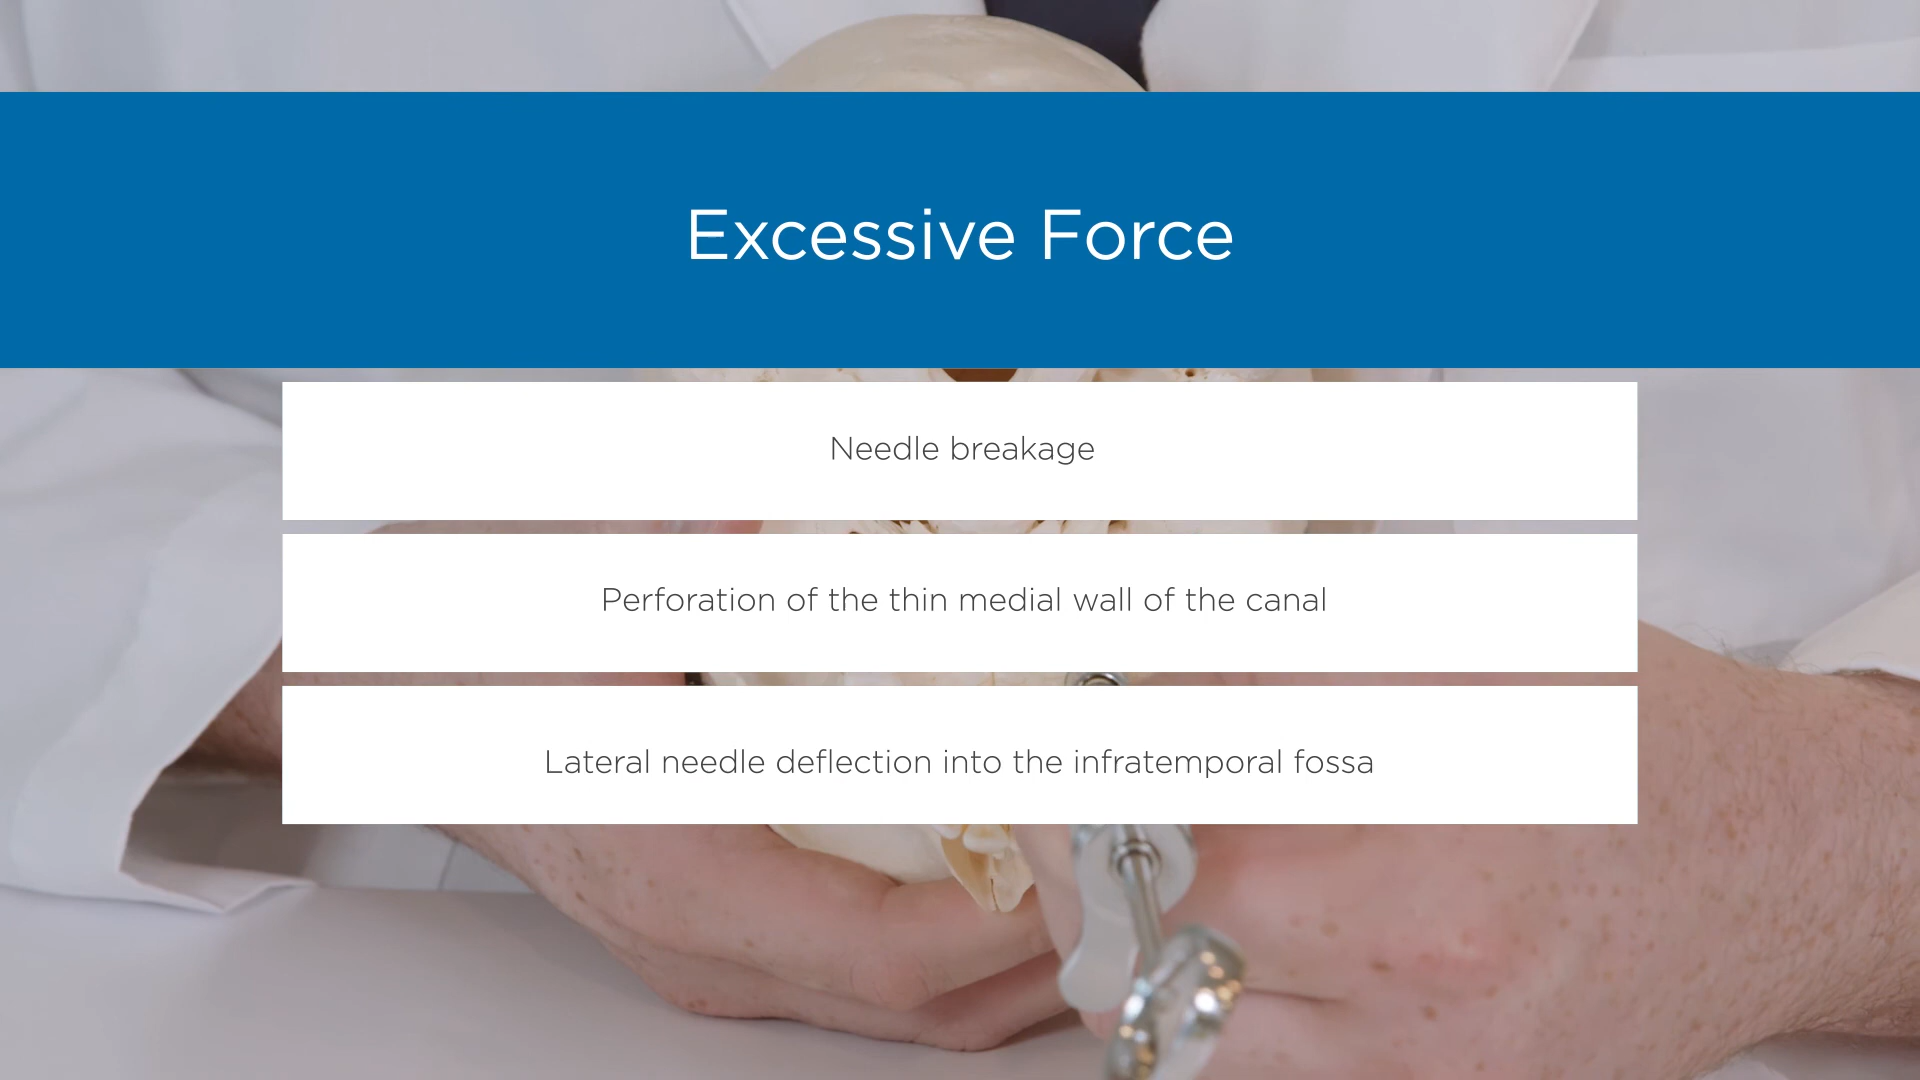 Excessive Force
Needle breakage
Perforation of the thin medial wall of the canal
Lateral needle deflection into the infratemporal fossa